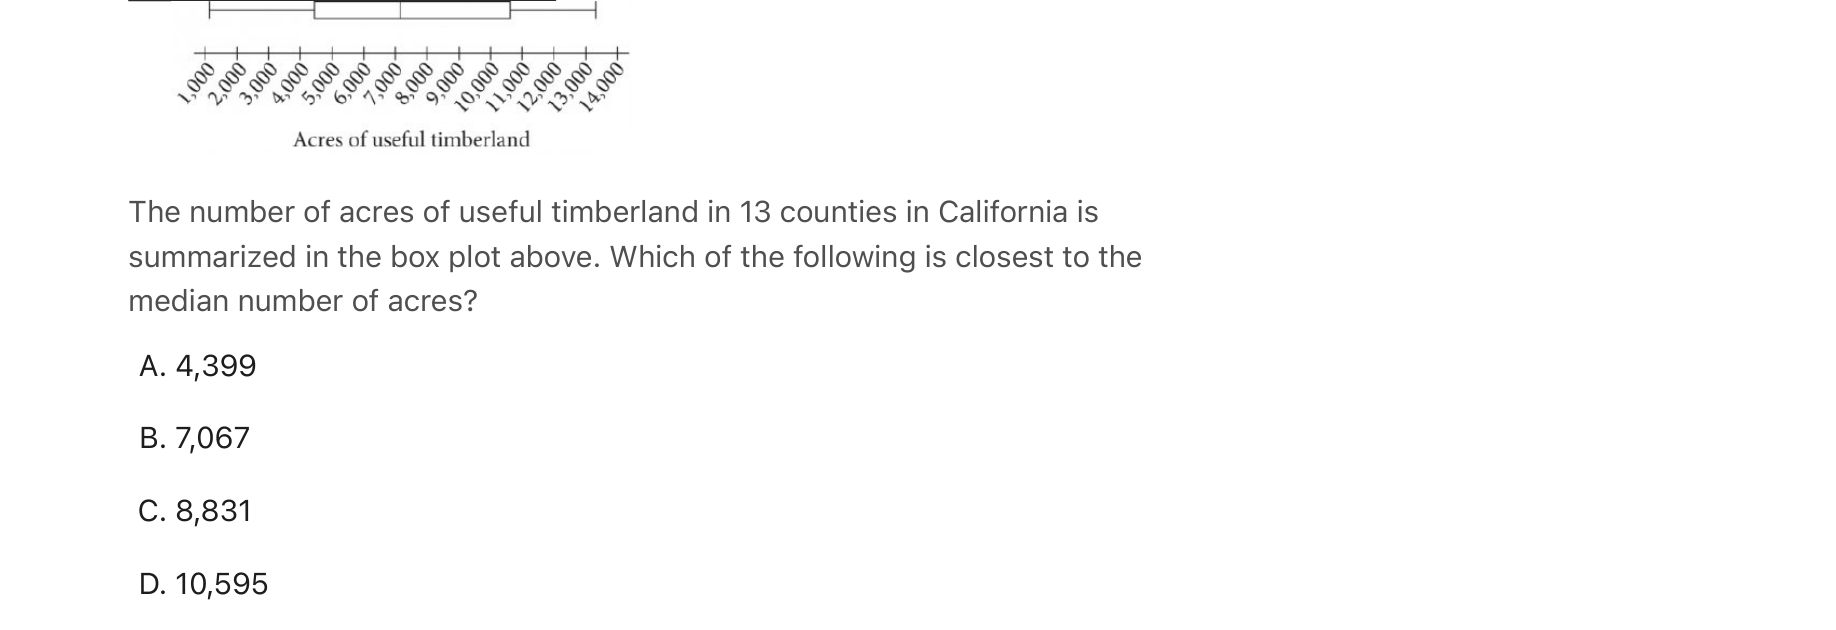 1,000 2,000 3,000 4,000 5,000 6,000 7,000 8,000 9,000 10,000 11,000 12,000 13,000 14,000
Acres of useful timberland
The number of acres of useful timberland in 13 counties in California is
summarized in the box plot above. Which of the following is closest to the
median number of acres?
A. 4,399
B. 7,067
C. 8,831
D. 10,595